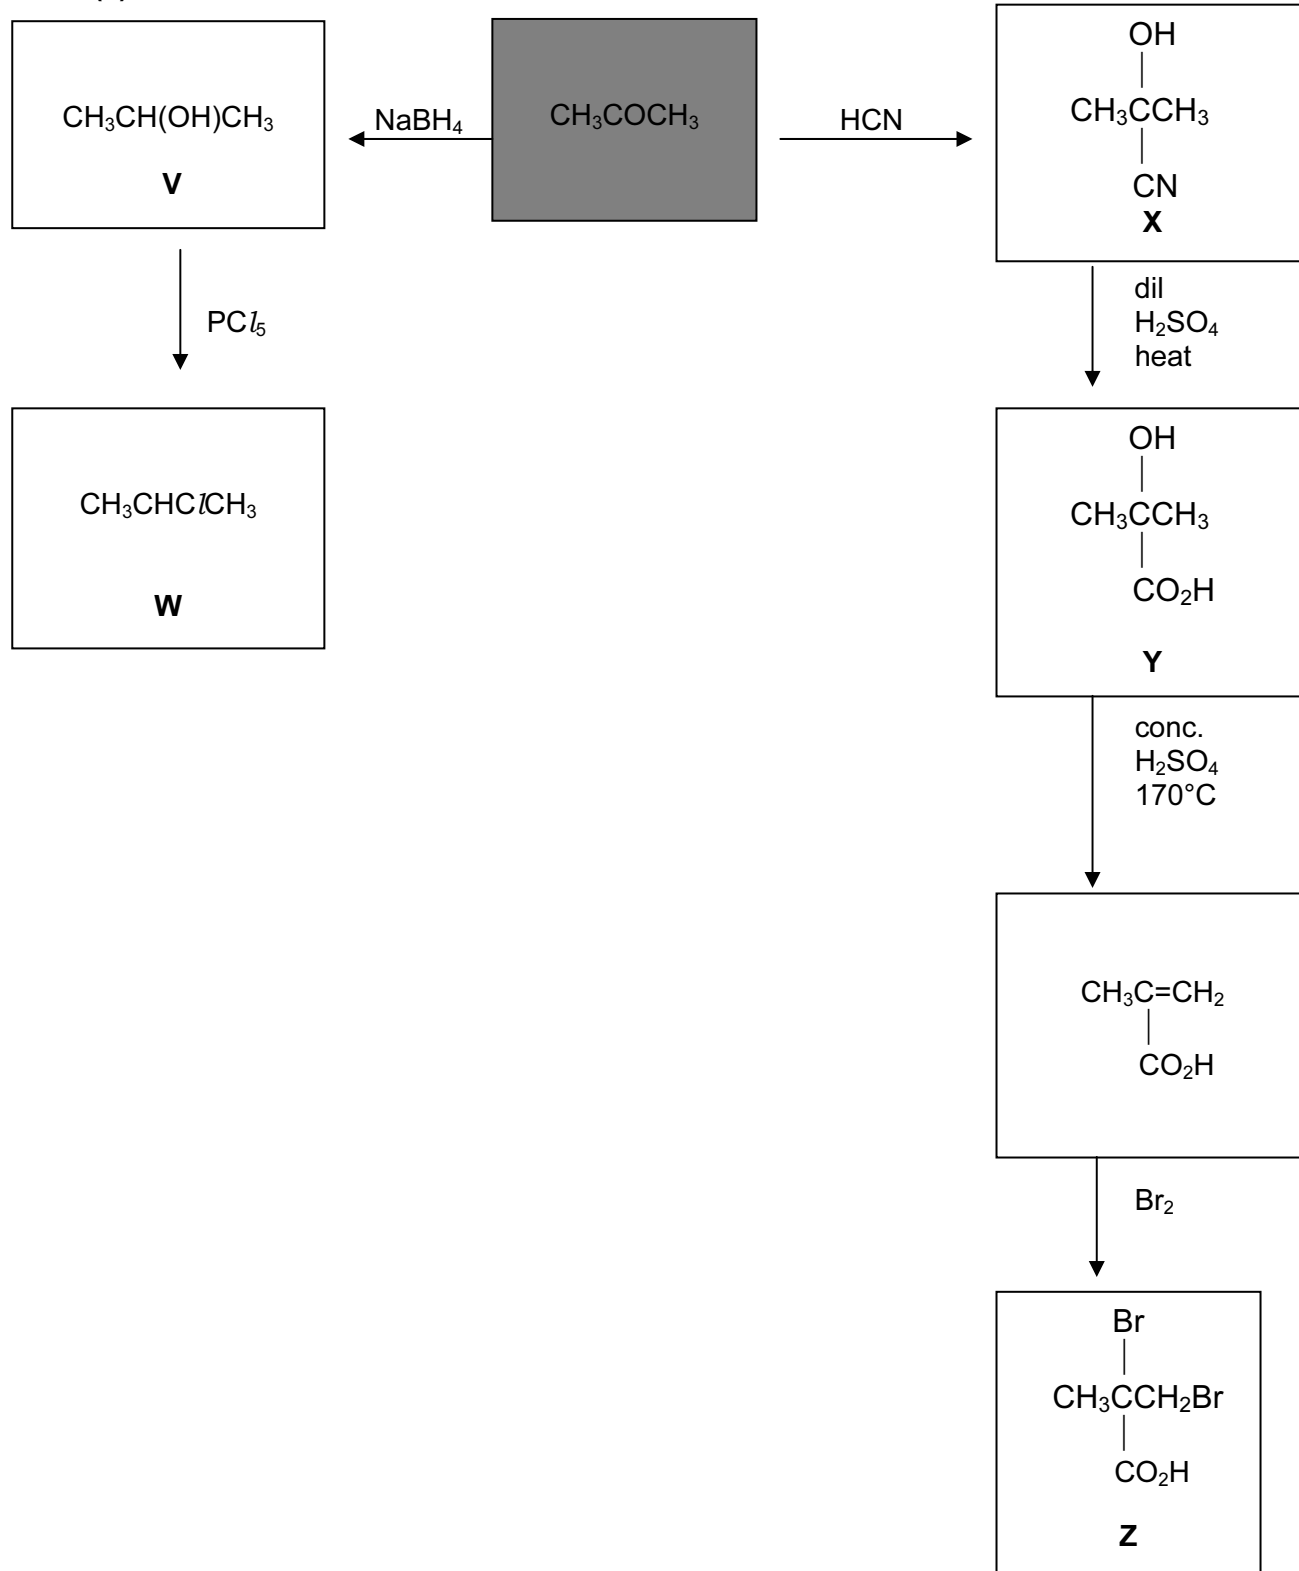 CH₃CH(OH)CH₃
V
NaBH₄
CH₃COCH₃
HCN
OH
CH₃CCH₃
CN
X
PCl₅
dil
H₂SO₄
heat
CH₃CHClCH₃
W
OH
CH₃CCH₃
CO₂H
Y
conc.
H₂SO₄
170°C
CH₃C=CH₂
CO₂H
Br₂
Br
CH₃CCH₂Br
CO₂H
Z